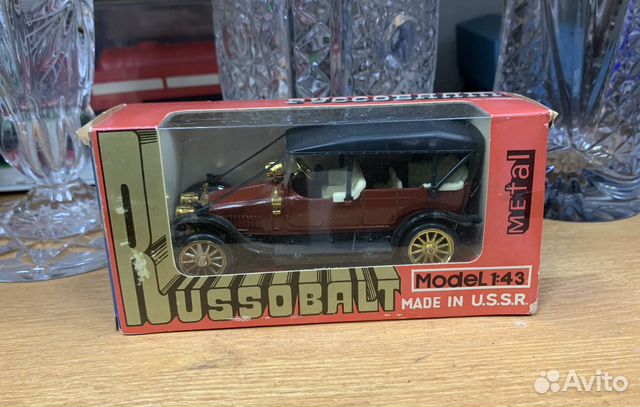 METAL
RUSSOBALT
MODEL 1:43
MADE IN U.S.S.R.
Avito